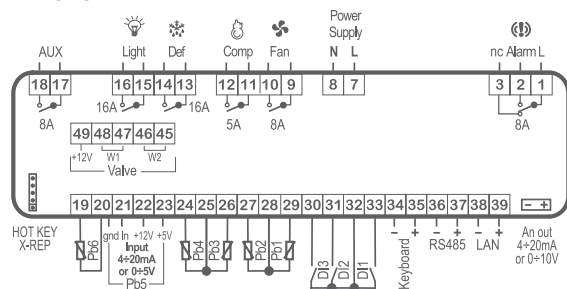 Power
AUX Light Def Comp Fan Supply
N L nc Alarm L
18 17 16 15 14 13 12 11 10 9 8 7 3 2 1
16A 16A
8A 5A 8A 8A
49 48 47 46 45
+12V W1 W2
Valve
19 20 21 22 23 24 25 26 27 28 29 30 31 32 33 34 35 36 37 38 39 - +
HOT KEY
X-REP
Pb6
gnd In +12V +5V
Input
4÷20mA
or 0÷5V
Pb5
Pb4 Pb3 Pb2 Pb1
DI3 DI2 DI1
- + - + - +
Keyboard
RS485 LAN
An out
4÷20mA
or 0÷10V